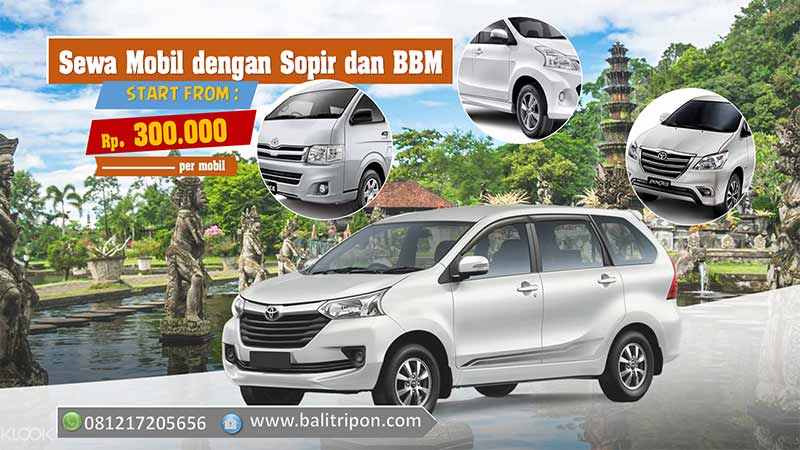 Sewa Mobil dengan Sopir dan BBM
START FROM :
Rp. 300.000
per mobil
081217205656 www.balitripon.com
KLOOK